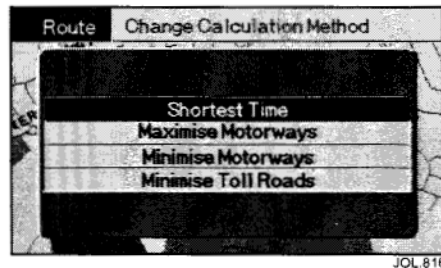 Route Change Calculation Method
Shortest Time
Maximise Motorways
Minimise Motorways
Minimise Toll Roads
JOL.816